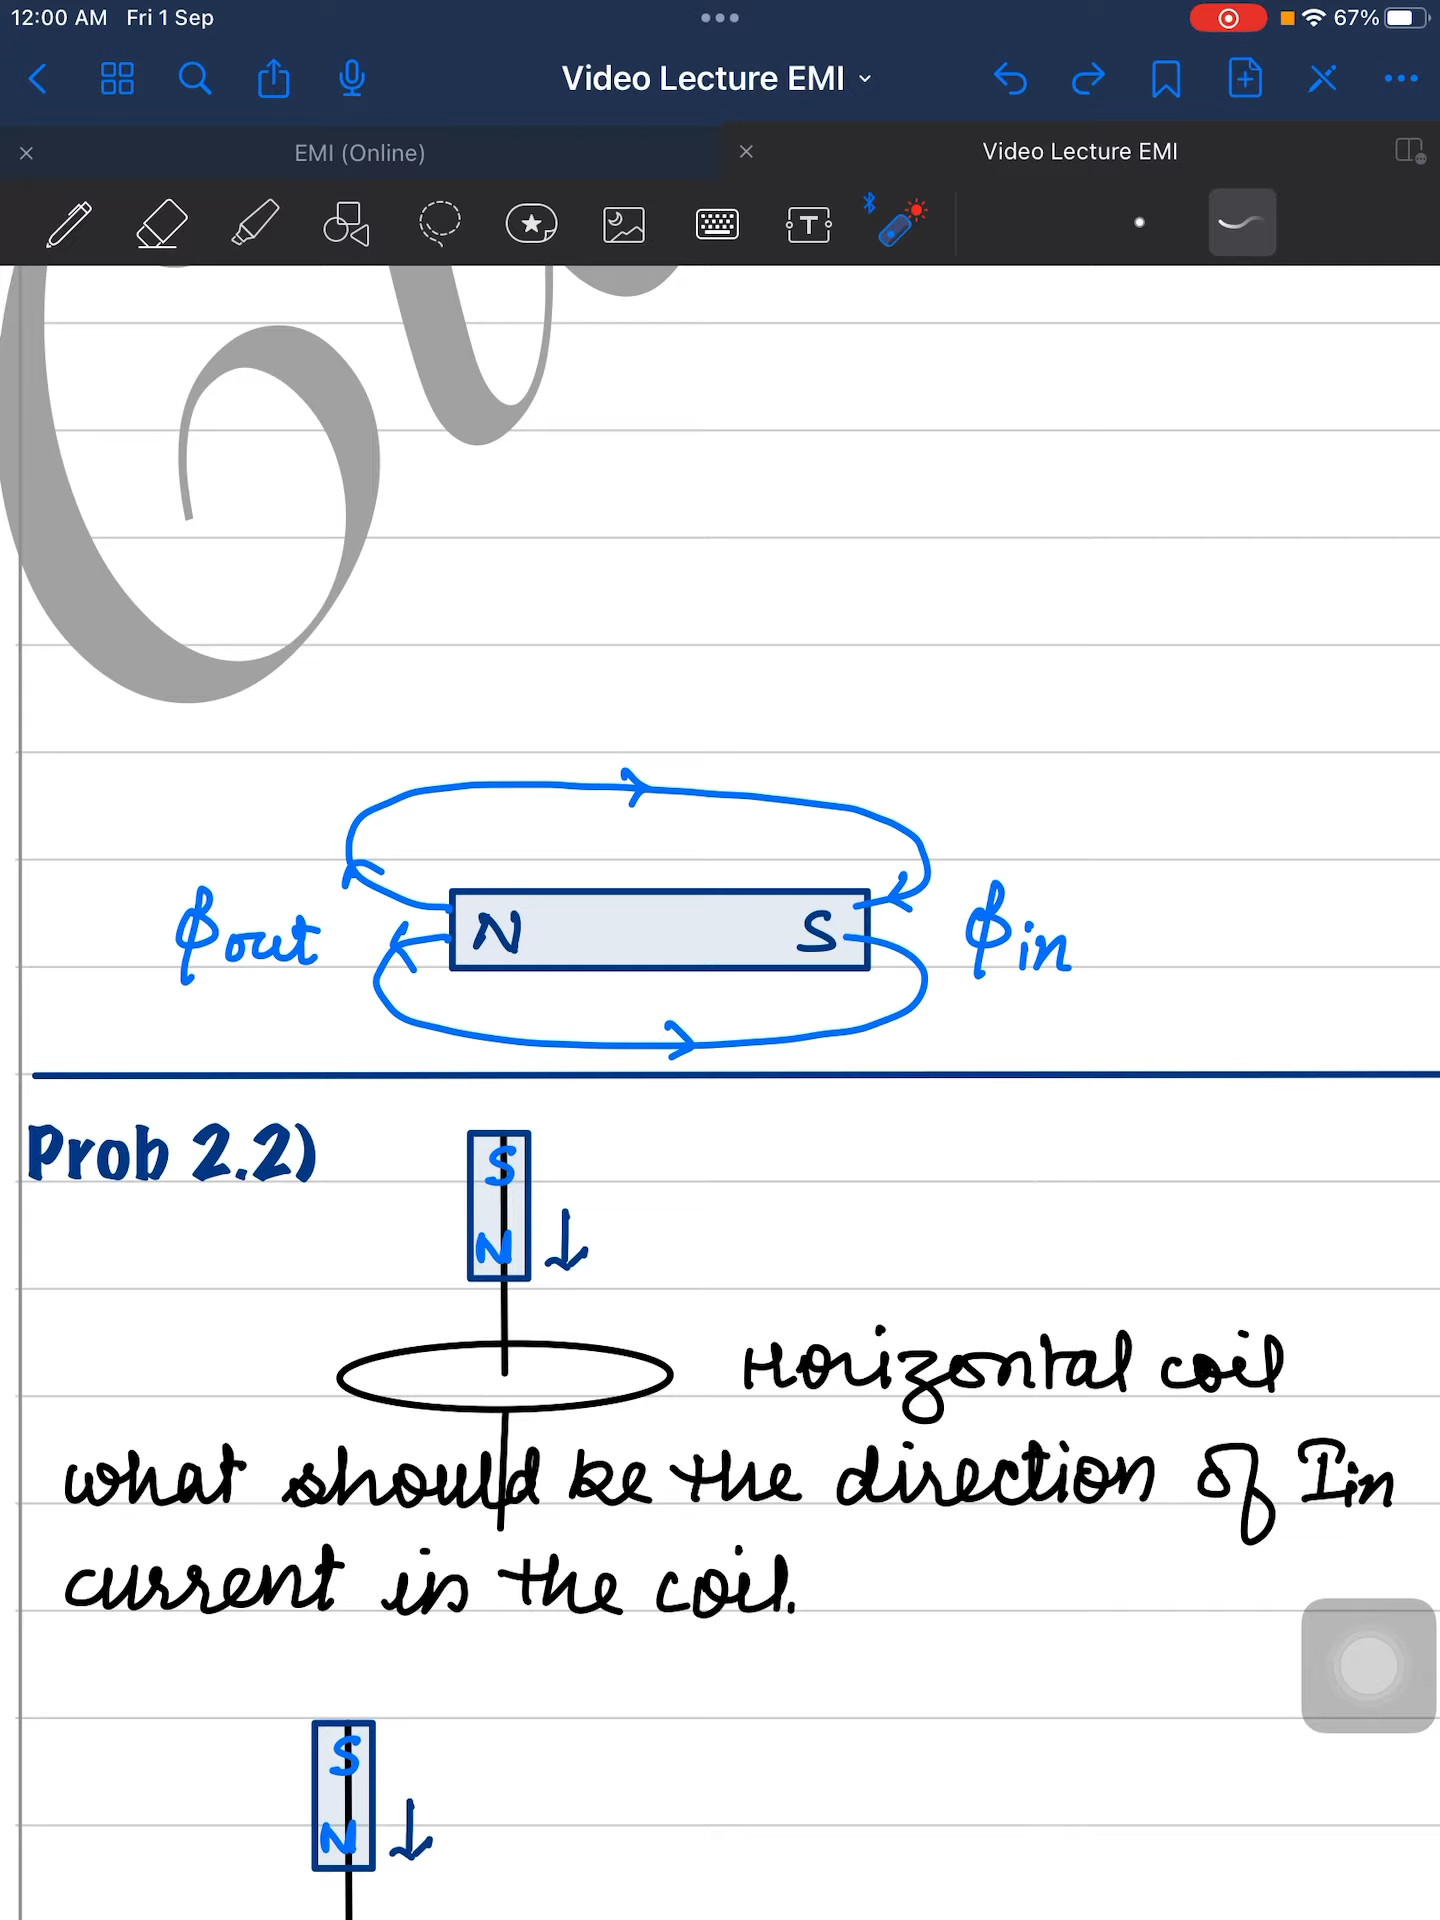 12:00 AM Fri 1 Sep
67%
Video Lecture EMI
EMI (Online)
Video Lecture EMI
T
N S
ϕout
ϕin
Prob 2.2)
S
N
Horizontal coil
what should be the direction of Iin
current in the coil.
S
N